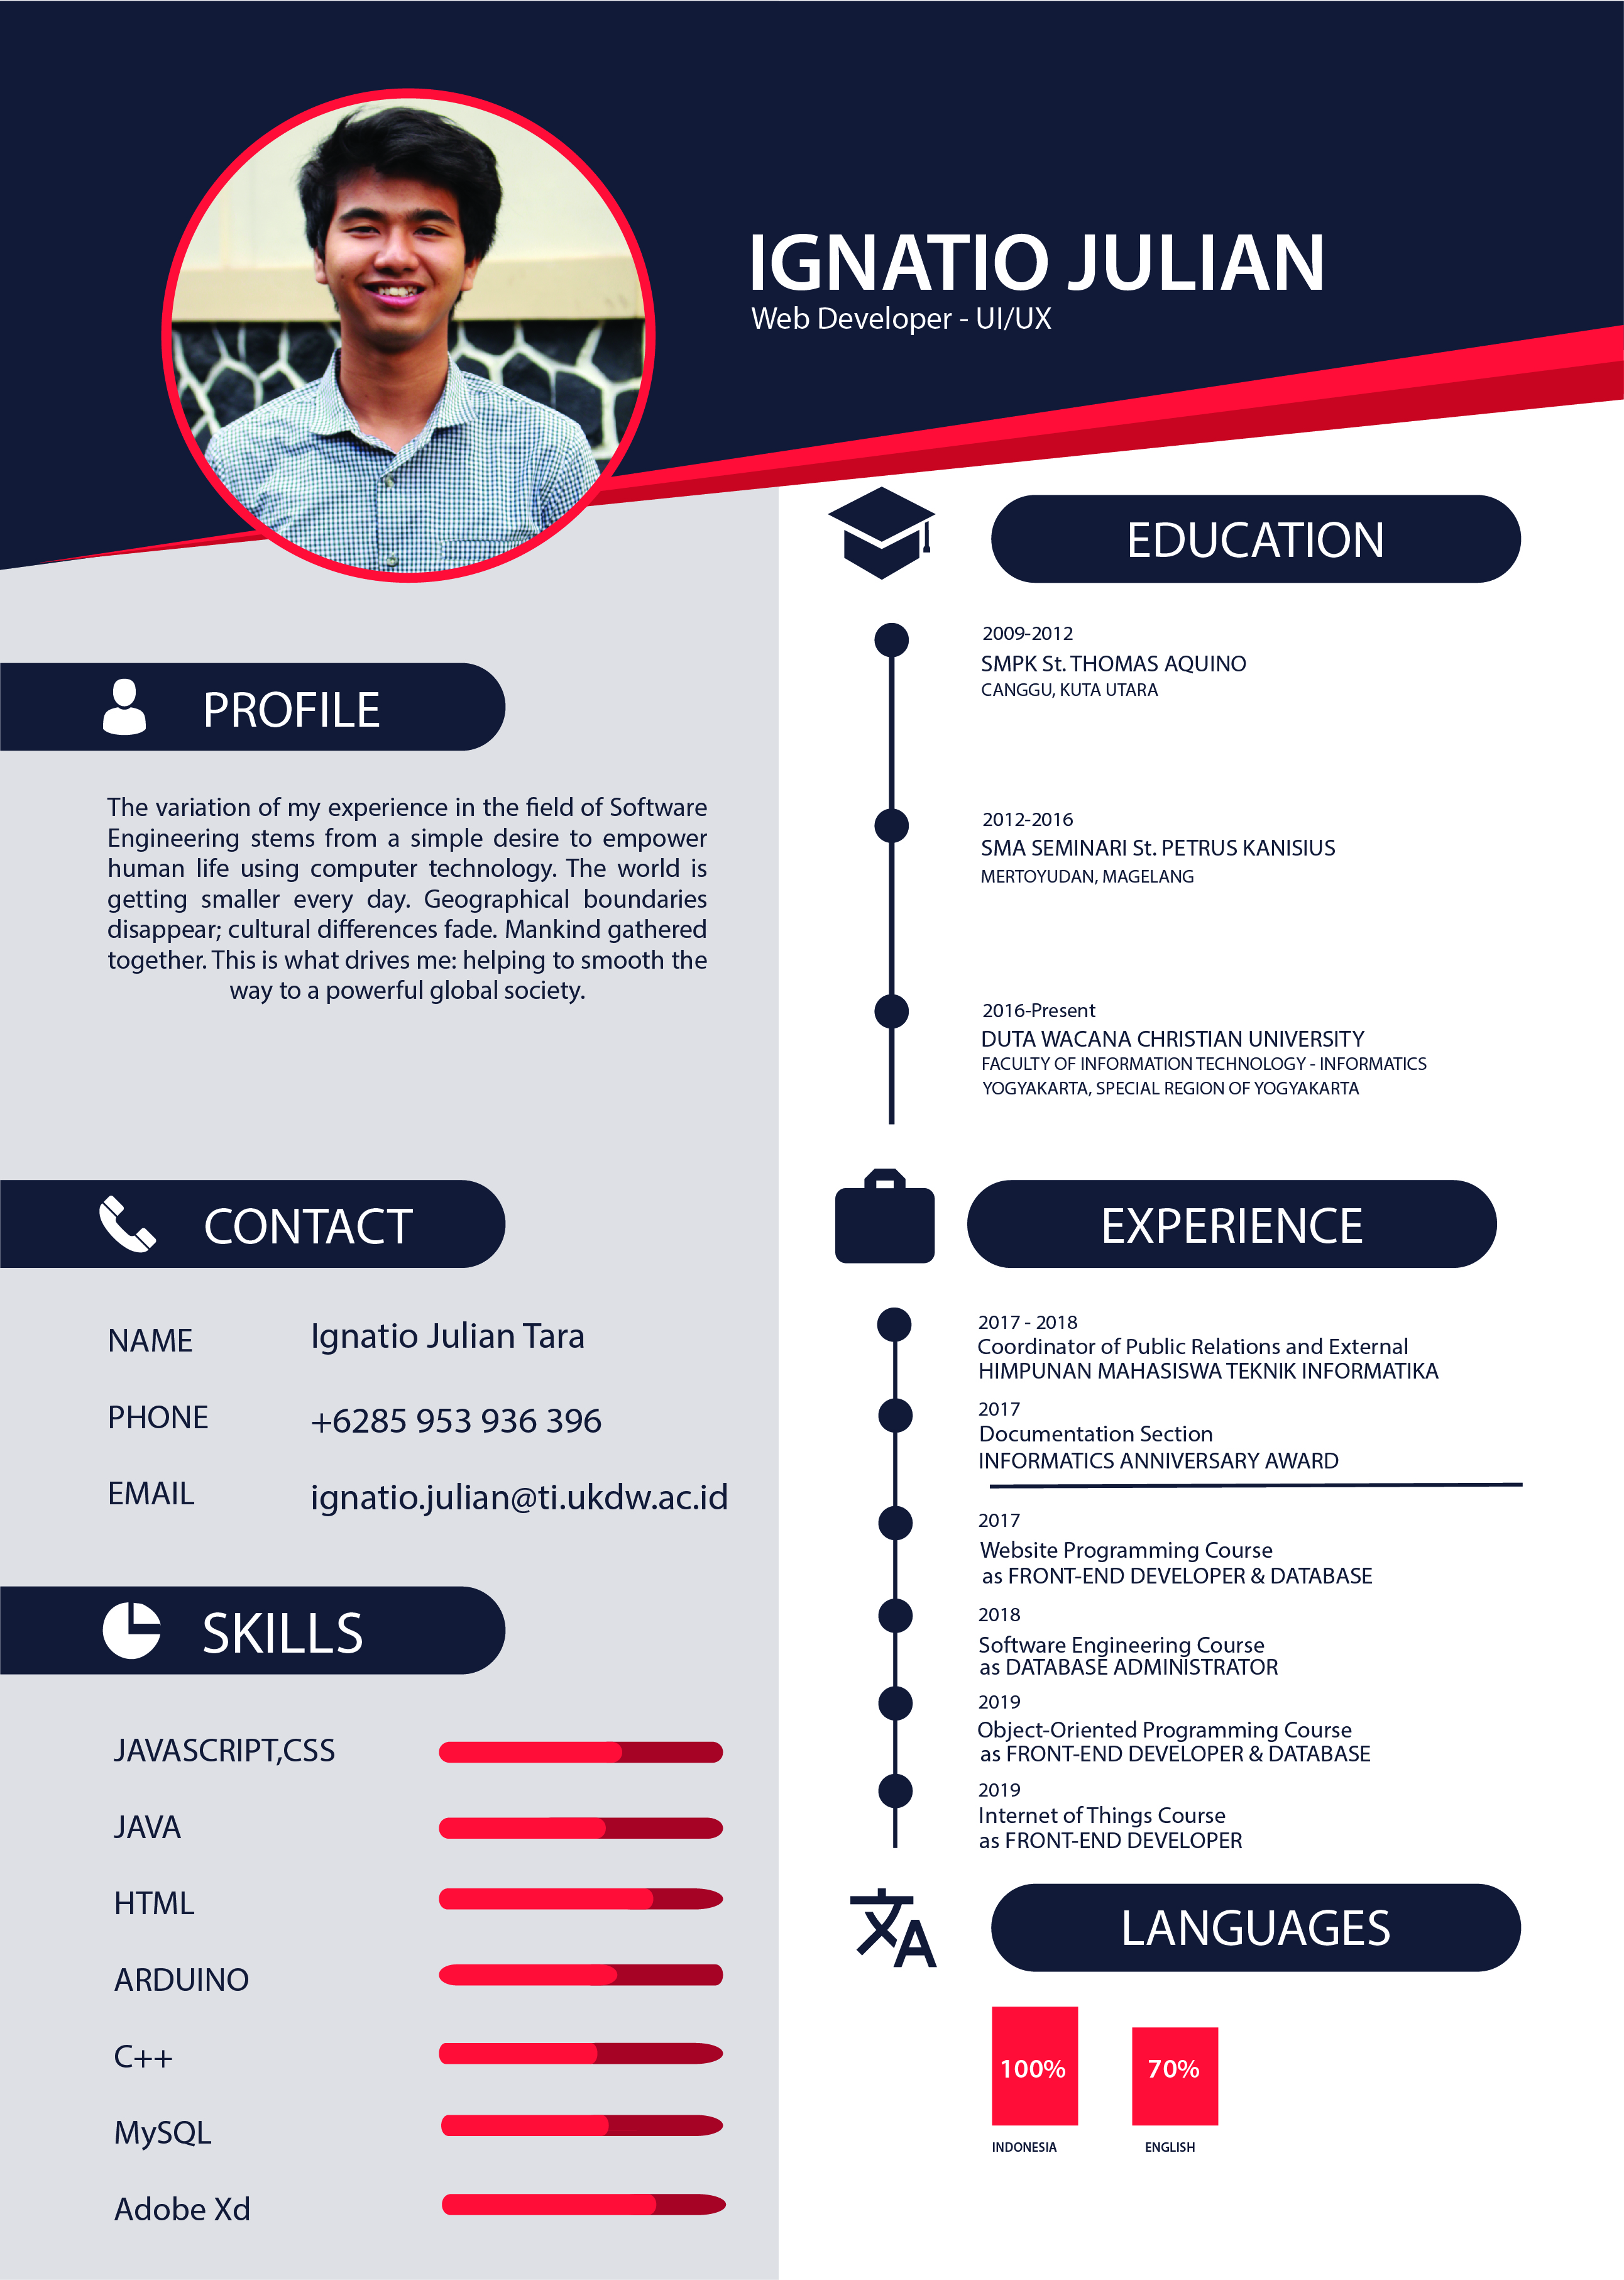 IGNATIO JULIAN
Web Developer - UI/UX
PROFILE
The variation of my experience in the field of Software
Engineering stems from a simple desire to empower
human life using computer technology. The world is
getting smaller every day. Geographical boundaries
disappear; cultural differences fade. Mankind gathered
together. This is what drives me: helping to smooth the
way to a powerful global society.
CONTACT
NAME Ignatio Julian Tara
PHONE +6285 953 936 396
EMAIL ignatio.julian@ti.ukdw.ac.id
SKILLS
JAVASCRIPT,CSS
JAVA
HTML
ARDUINO
C++
MySQL
Adobe Xd
EDUCATION
2009-2012
SMPK St. THOMAS AQUINO
CANGGU, KUTA UTARA
2012-2016
SMA SEMINARI St. PETRUS KANISIUS
MERTOYUDAN, MAGELANG
2016-Present
DUTA WACANA CHRISTIAN UNIVERSITY
FACULTY OF INFORMATION TECHNOLOGY - INFORMATICS
YOGYAKARTA, SPECIAL REGION OF YOGYAKARTA
EXPERIENCE
2017 - 2018
Coordinator of Public Relations and External
HIMPUNAN MAHASISWA TEKNIK INFORMATIKA
2017
Documentation Section
INFORMATICS ANNIVERSARY AWARD
2017
Website Programming Course
as FRONT-END DEVELOPER & DATABASE
2018
Software Engineering Course
as DATABASE ADMINISTRATOR
2019
Object-Oriented Programming Course
as FRONT-END DEVELOPER & DATABASE
2019
Internet of Things Course
as FRONT-END DEVELOPER
文A
LANGUAGES
100% 70%
INDONESIA ENGLISH